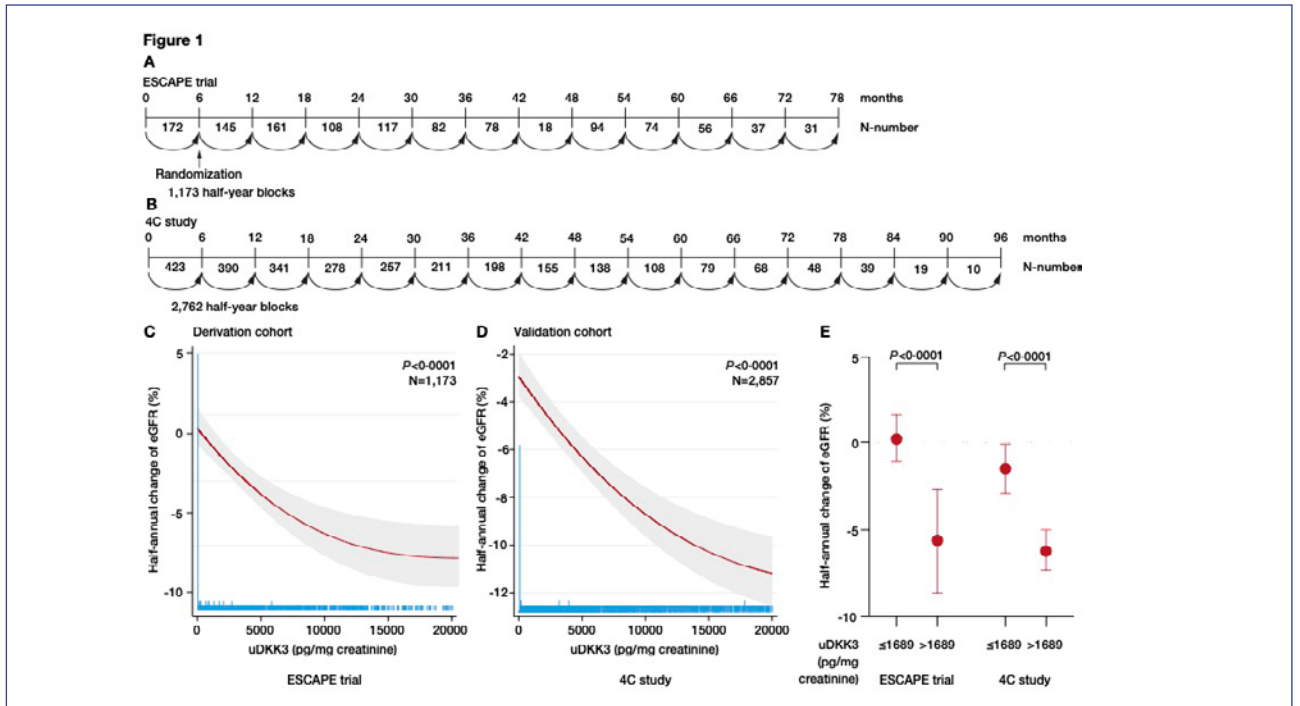 Figure 1
A
ESCAPE trial
0 6 12 18 24 30 36 42 48 54 60 66 72 78 months
172 145 161 108 117 82 78 18 94 74 56 37 31 N-number
Randomization
1,173 half-year blocks
B
4C study
0 6 12 18 24 30 36 42 48 54 60 66 72 78 84 90 96 months
423 390 341 278 257 211 198 155 138 108 79 68 48 39 19 10 N-number
2,762 half-year blocks
C Derivation cohort
P<0·0001
N=1,173
Half-annual change of eGFR (%)
5
0
-5
-10
0 5000 10000 15000 20000
uDKK3 (pg/mg creatinine)
ESCAPE trial
D Validation cohort
P<0·0001
N=2,857
Half-annual change of eGFR (%)
-2
-4
-6
-8
-10
-12
0 5000 10000 15000 20000
uDKK3 (pg/mg creatinine)
4C study
E
P<0·0001 P<0·0001
Half-annual change of eGFR (%)
5
0
-5
-10
uDKK3 ≤1689 >1689 ≤1689 >1689
(pg/mg
creatinine) ESCAPE trial 4C study